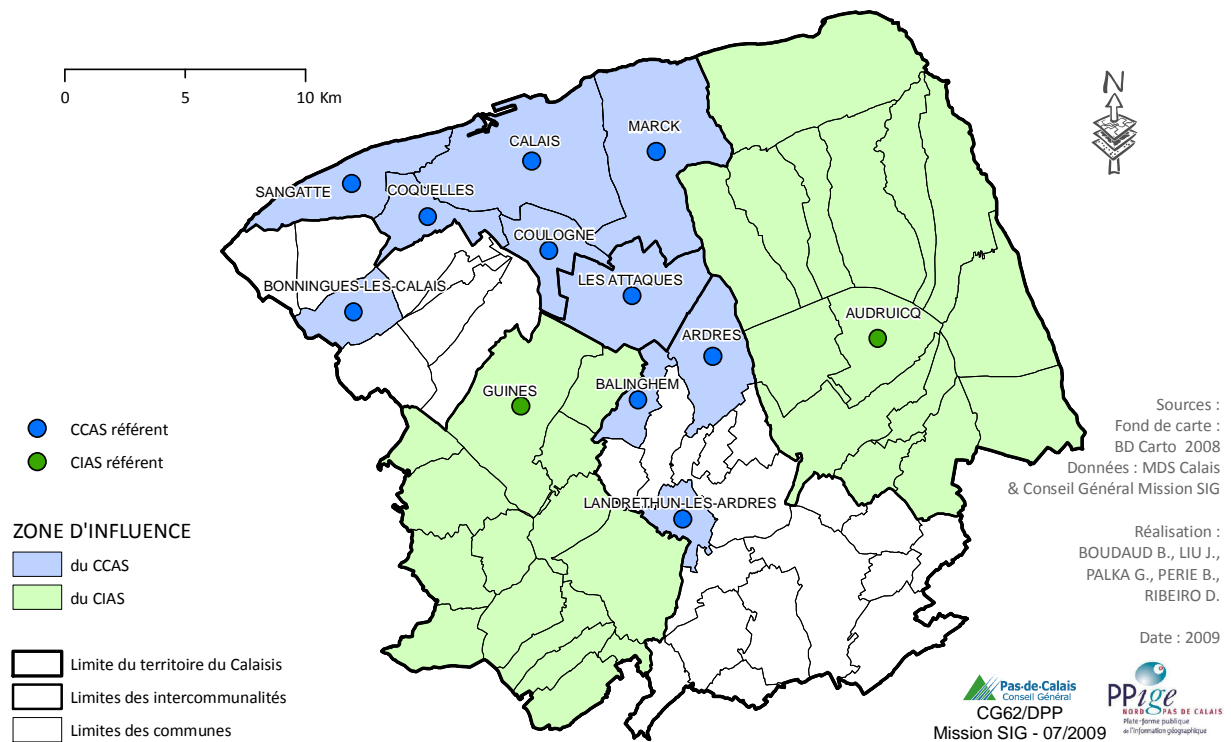 0 5 10 Km
N
CALAIS
MARCK
SANGATTE
COQUELLES
COULOGNE
BONNINGUES-LES-CALAIS
LES ATTAQUES
ARDRES
AUDRUICQ
GUINES
BALINGHEM
LANDRETHUN-LES-ARDRES
CCAS référent
CIAS référent
ZONE D'INFLUENCE
du CCAS
du CIAS
Limite du territoire du Calaisis
Limites des intercommunalités
Limites des communes
Sources :
Fond de carte :
BD Carto 2008
Données : MDS Calais
& Conseil Général Mission SIG
Réalisation :
BOUDAUD B., LIU J.,
PALKA G., PERIE B.,
RIBEIRO D.
Date : 2009
Pas-de-Calais
Conseil Général
CG62/DPP
Mission SIG - 07/2009
PPige
NORD PAS DE CALAIS
Plate-forme publique
de l'information géographique